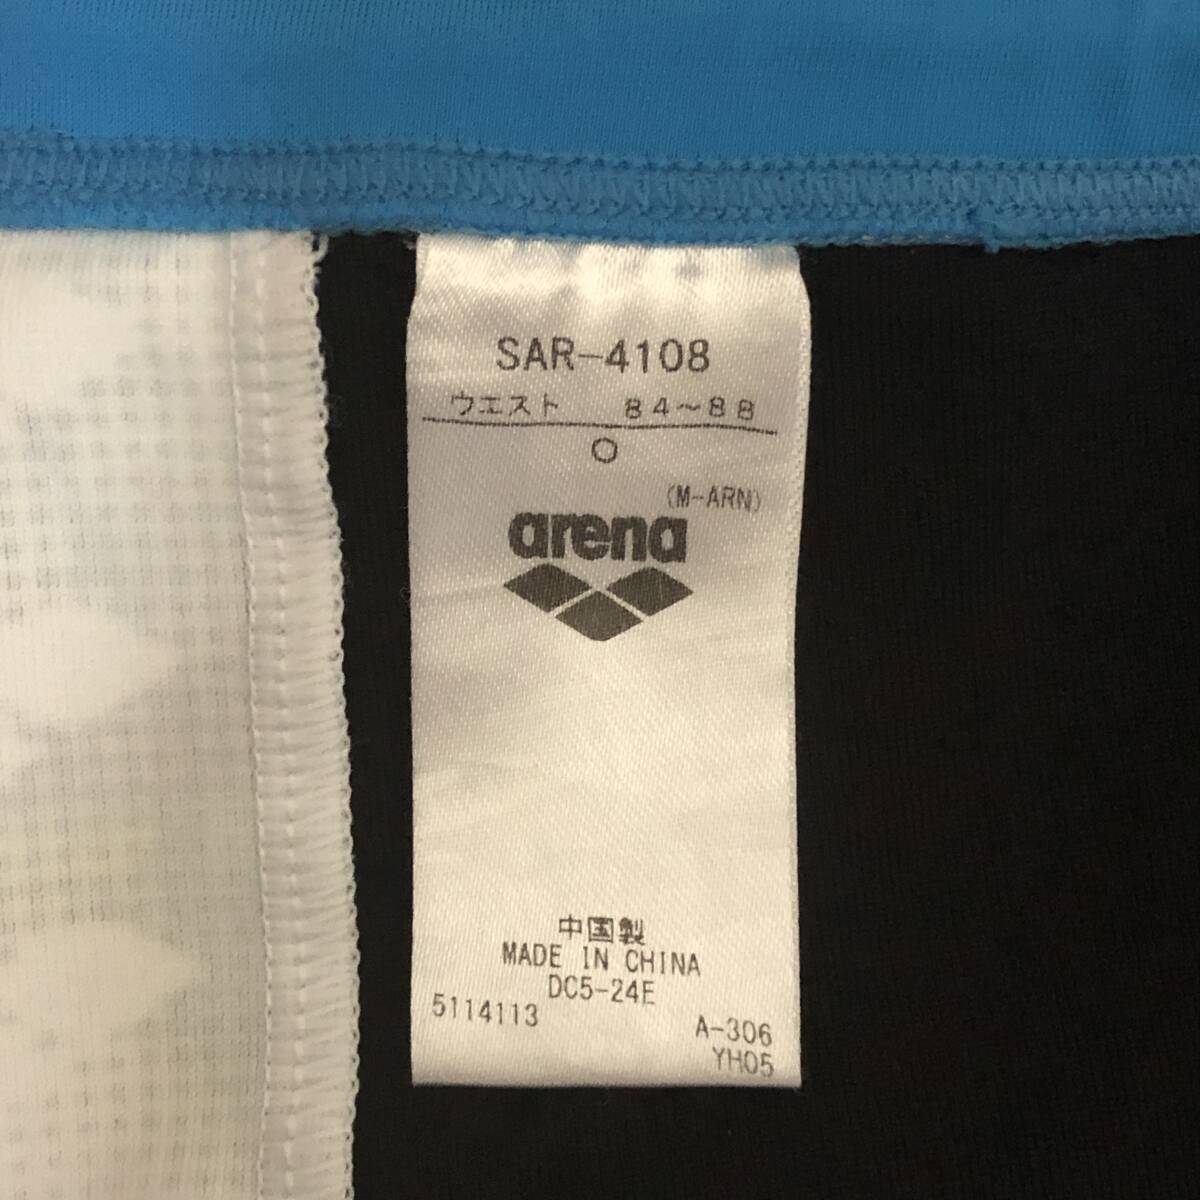 SAR-4108
ウエスト 84~88
O
(M-ARN)
arena
中国製
MADE IN CHINA
DC5-24E
5114113
A-306
YH05